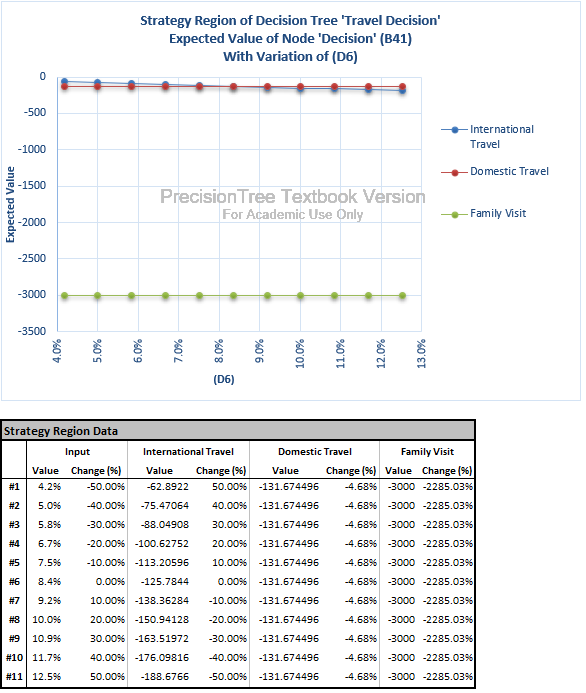 Strategy Region of Decision Tree 'Travel Decision'
Expected Value of Node 'Decision' (B41)
With Variation of (D6)
0
-500
-1000
-1500
-2000
-2500
-3000
-3500
Expected Value
4.0%
5.0%
6.0%
7.0%
8.0%
9.0%
10.0%
11.0%
12.0%
13.0%
(D6)
International
Travel
Domestic Travel
Family Visit
PrecisionTree Textbook Version
For Academic Use Only
Strategy Region Data
Input International Travel Domestic Travel Family Visit
Value Change (%) Value Change (%) Value Change (%) Value Change (%)
#1 4.2% -50.00% -62.8922 50.00% -131.674496 -4.68% -3000 -2285.03%
#2 5.0% -40.00% -75.47064 40.00% -131.674496 -4.68% -3000 -2285.03%
#3 5.8% -30.00% -88.04908 30.00% -131.674496 -4.68% -3000 -2285.03%
#4 6.7% -20.00% -100.62752 20.00% -131.674496 -4.68% -3000 -2285.03%
#5 7.5% -10.00% -113.20596 10.00% -131.674496 -4.68% -3000 -2285.03%
#6 8.4% 0.00% -125.7844 0.00% -131.674496 -4.68% -3000 -2285.03%
#7 9.2% 10.00% -138.36284 -10.00% -131.674496 -4.68% -3000 -2285.03%
#8 10.0% 20.00% -150.94128 -20.00% -131.674496 -4.68% -3000 -2285.03%
#9 10.9% 30.00% -163.51972 -30.00% -131.674496 -4.68% -3000 -2285.03%
#10 11.7% 40.00% -176.09816 -40.00% -131.674496 -4.68% -3000 -2285.03%
#11 12.5% 50.00% -188.6766 -50.00% -131.674496 -4.68% -3000 -2285.03%